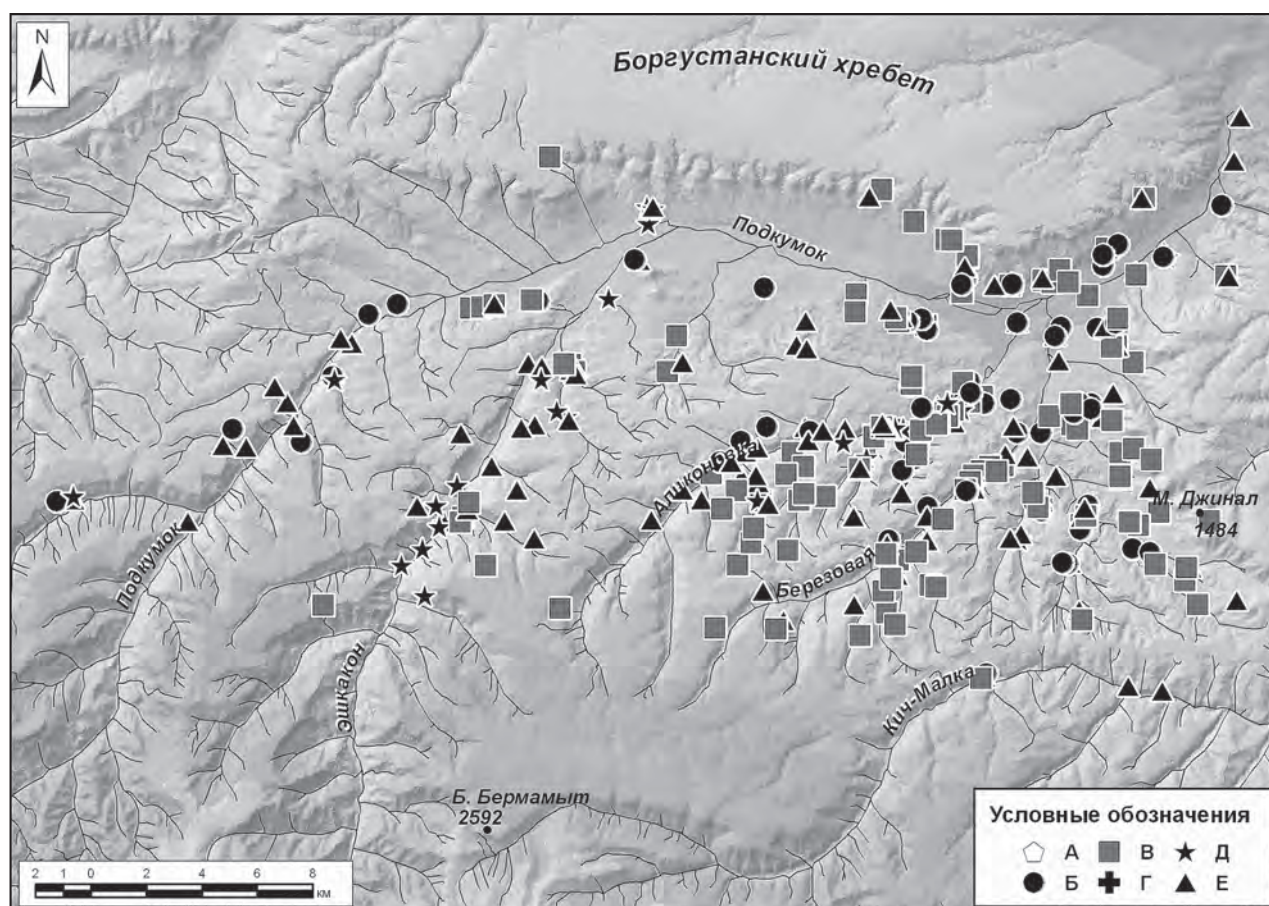 N
Боргустанский хребет
Подкумок
Аликоновка
М. Джинал
1484
Подкумок
Березовая
Эшкакон
Кич-Малка
Б. Бермамыт
2592
Условные обозначения
А В Д
Б Г Е
2 1 0 2 4 6 8
км